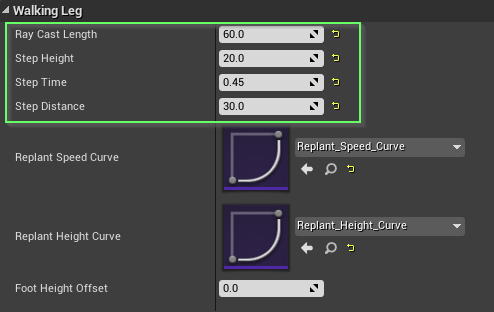 Walking Leg
Ray Cast Length 60.0
Step Height 20.0
Step Time 0.45
Step Distance 30.0
Replant Speed Curve Replant_Speed_Curve
Replant Height Curve Replant_Height_Curve
Foot Height Offset 0.0